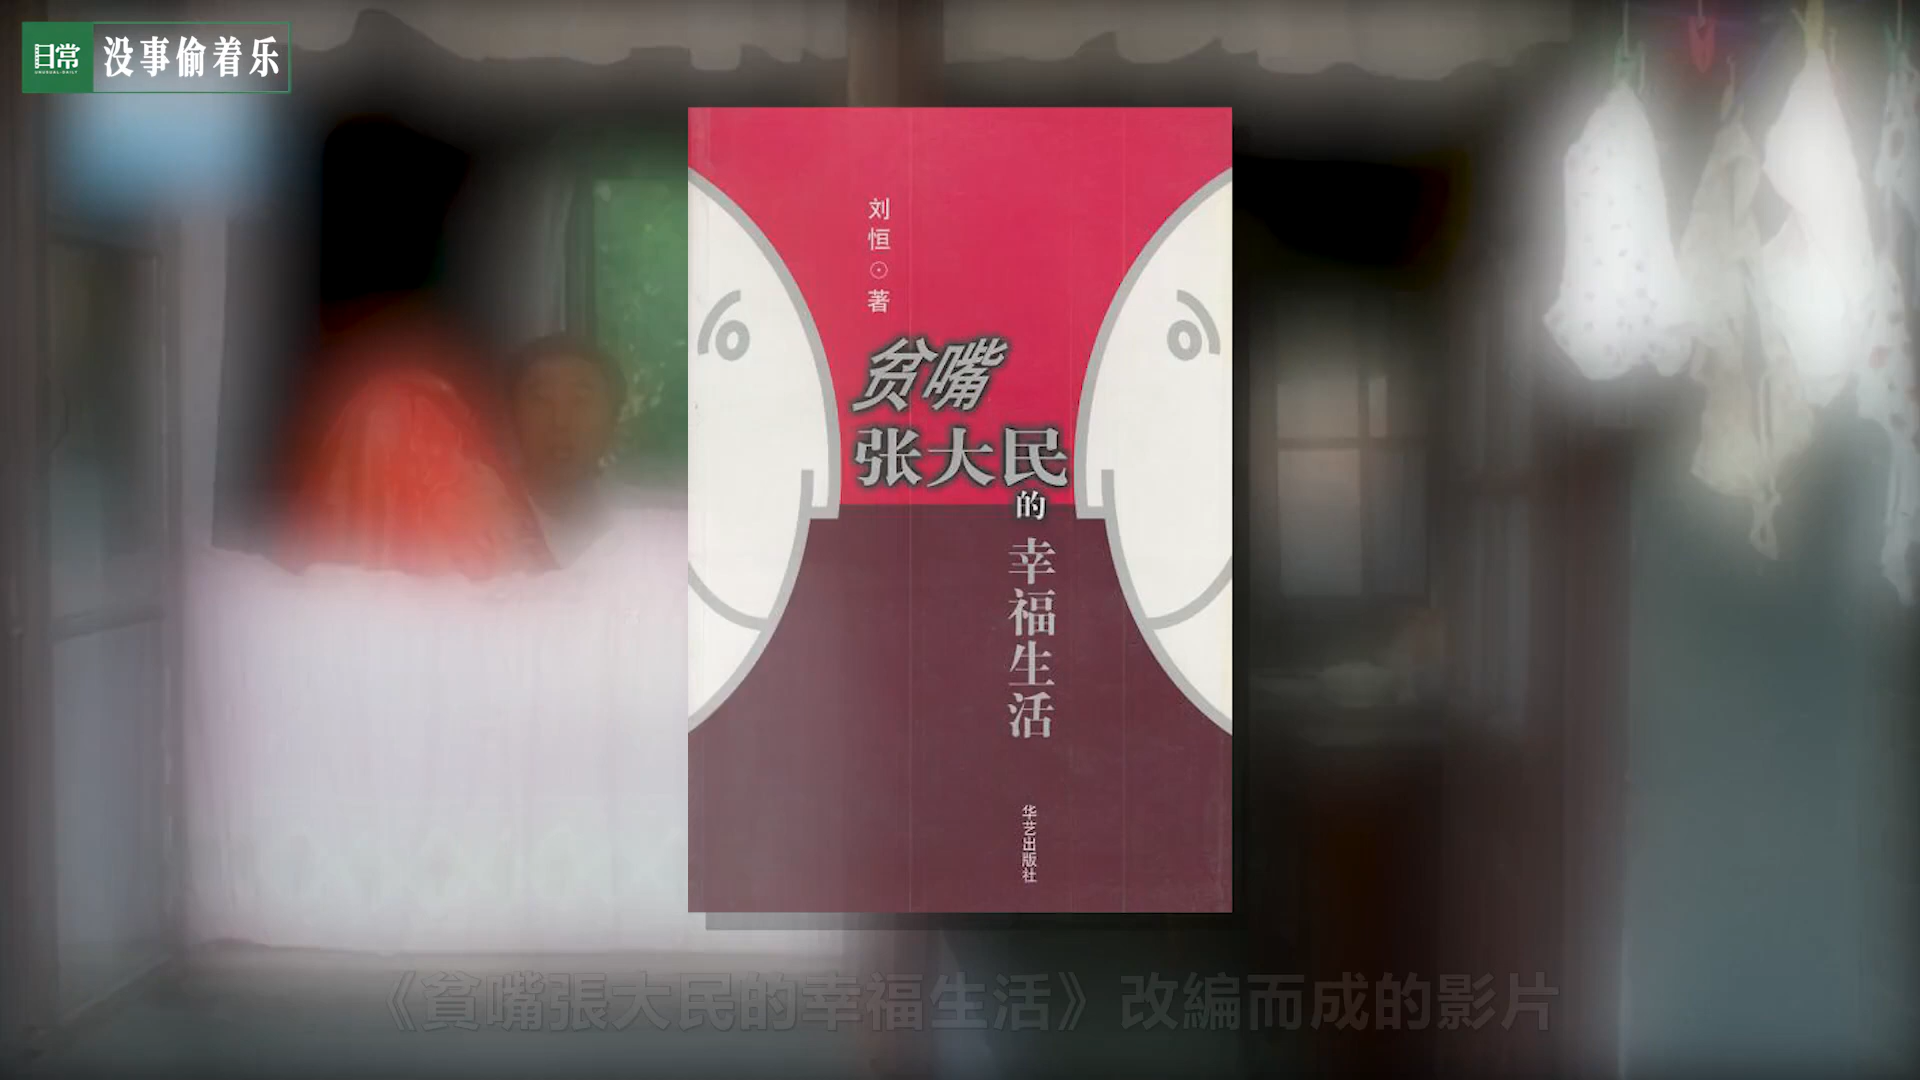 日常
UNUSUAL·DAILY
没事偷着乐
刘恒⊙著
贫嘴
张大民
的
幸福生活
华艺出版社
《貧嘴張大民的幸福生活》改編而成的影片